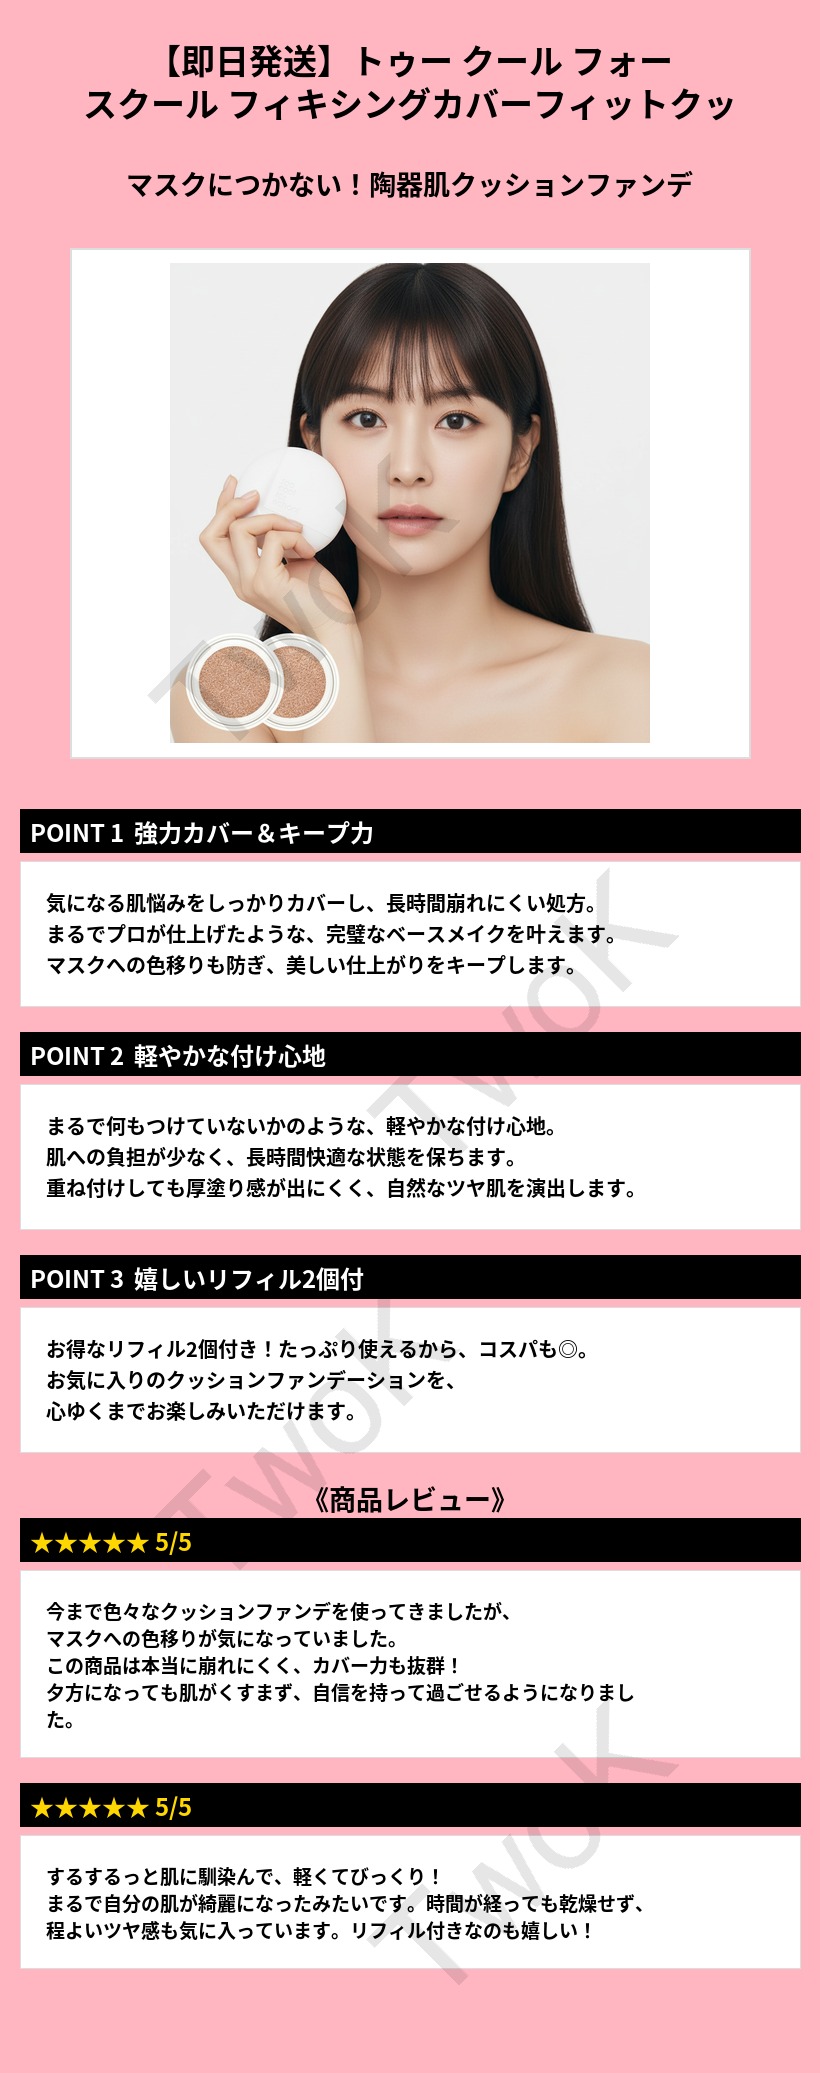 【即日発送】トゥー クール フォー
スクール フィキシングカバーフィットクッ
マスクにつかない！陶器肌クッションファンデ
TwoK
POINT 1 強力カバー＆キープ力
気になる肌悩みをしっかりカバーし、長時間崩れにくい処方。
まるでプロが仕上げたような、完璧なベースメイクを叶えます。
マスクへの色移りも防ぎ、美しい仕上がりをキープします。
TwoK
POINT 2 軽やかな付け心地
まるで何もつけていないかのような、軽やかな付け心地。
肌への負担が少なく、長時間快適な状態を保ちます。
重ね付けしても厚塗り感が出にくく、自然なツヤ肌を演出します。
POINT 3 嬉しいリフィル2個付
お得なリフィル2個付き！たっぷり使えるから、コスパも◎。
お気に入りのクッションファンデーションを、
心ゆくまでお楽しみいただけます。
TwoK
《商品レビュー》
★★★★★ 5/5
今まで色々なクッションファンデを使ってきましたが、
マスクへの色移りが気になっていました。
この商品は本当に崩れにくく、カバー力も抜群！
夕方になっても肌がくすまず、自信を持って過ごせるようになりまし
た。
★★★★★ 5/5
するするっと肌に馴染んで、軽くてびっくり！
まるで自分の肌が綺麗になったみたいです。時間が経っても乾燥せず、
程よいツヤ感も気に入っています。リフィル付きなのも嬉しい！
TwoK